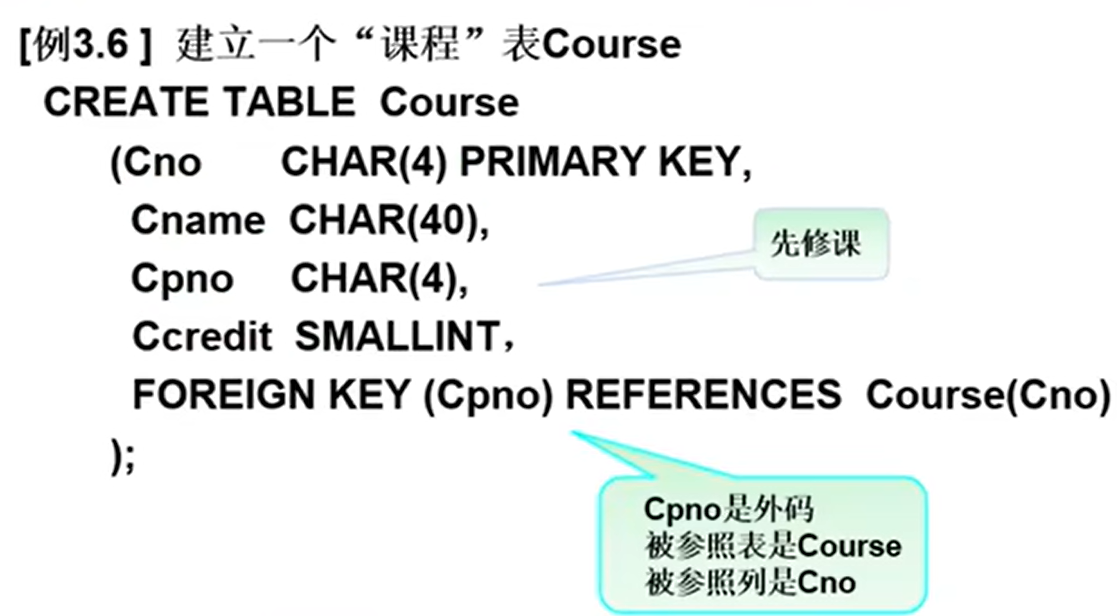 [例3.6 ] 建立一个“课程”表Course
CREATE TABLE Course
(Cno CHAR(4) PRIMARY KEY,
Cname CHAR(40),
Cpno CHAR(4),
先修课
Ccredit SMALLINT，
FOREIGN KEY (Cpno) REFERENCES Course(Cno)
);
Cpno是外码
被参照表是Course
被参照列是Cno